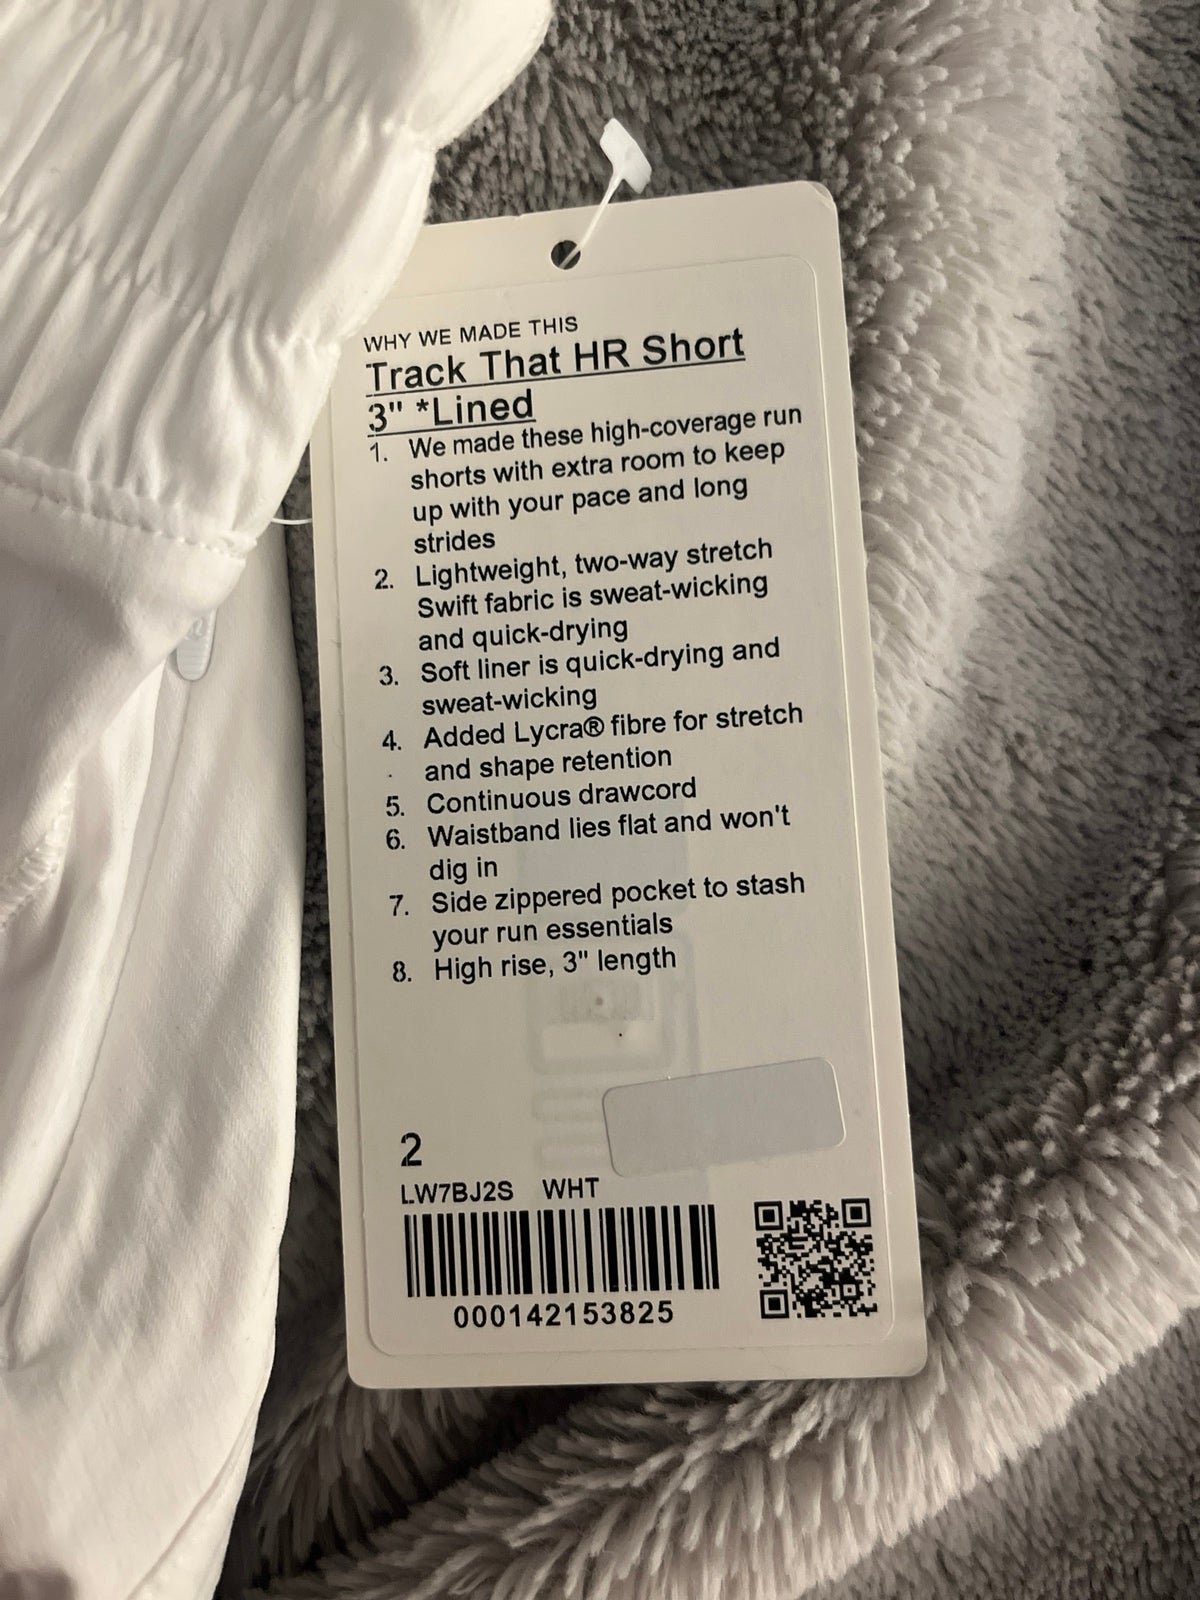 WHY WE MADE THIS
Track That HR Short
3" *Lined
1. We made these high-coverage run
shorts with extra room to keep
up with your pace and long
strides
2. Lightweight, two-way stretch
Swift fabric is sweat-wicking
and quick-drying
3. Soft liner is quick-drying and
sweat-wicking
4. Added Lycra® fibre for stretch
and shape retention
5. Continuous drawcord
6. Waistband lies flat and won't
dig in
7. Side zippered pocket to stash
your run essentials
8. High rise, 3" length
2
LW7BJ2S WHT
000142153825